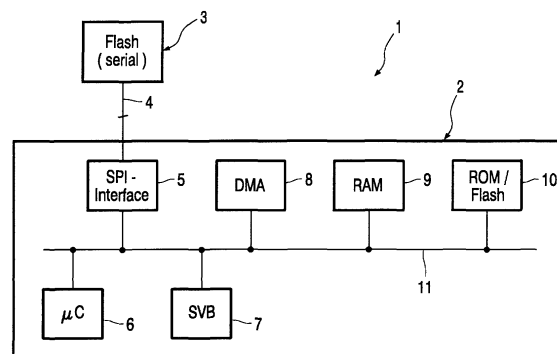 Flash
( serial )
3
1
4
2
SPI -
Interface
5
DMA
8
RAM
9
ROM /
Flash
10
11
μC
6
SVB
7